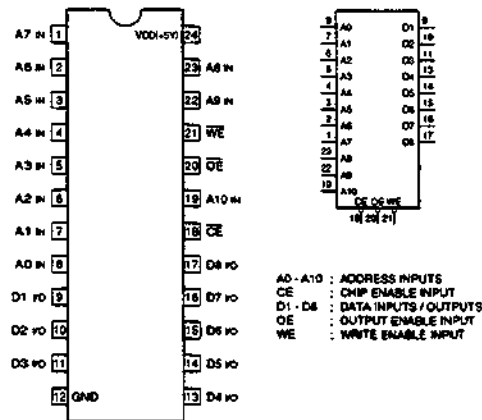 A7 IN 1 VDD(+5V) 24
A6 IN 2 23 A8 IN
A5 IN 3 22 A9 IN
A4 IN 4 21 WE
A3 IN 5 20 OE
A2 IN 6 19 A10 IN
A1 IN 7 18 CE
A0 IN 8 17 D8 I/O
D1 I/O 9 16 D7 I/O
D2 I/O 10 15 D6 I/O
D3 I/O 11 14 D5 I/O
12 GND 13 D4 I/O
A0 D1 9
7 A1 D2 10
6 A2 D3 11
5 A3 D4 13
4 A4 D5 14
3 A5 D6 15
2 A6 D7 16
1 A7 D8 17
23 A8
22 A9
19 A10
CE OE WE
18 20 21
A0 - A10 : ADDRESS INPUTS
CE : CHIP ENABLE INPUT
D1 - D8 : DATA INPUTS / OUTPUTS
OE : OUTPUT ENABLE INPUT
WE : WRITE ENABLE INPUT